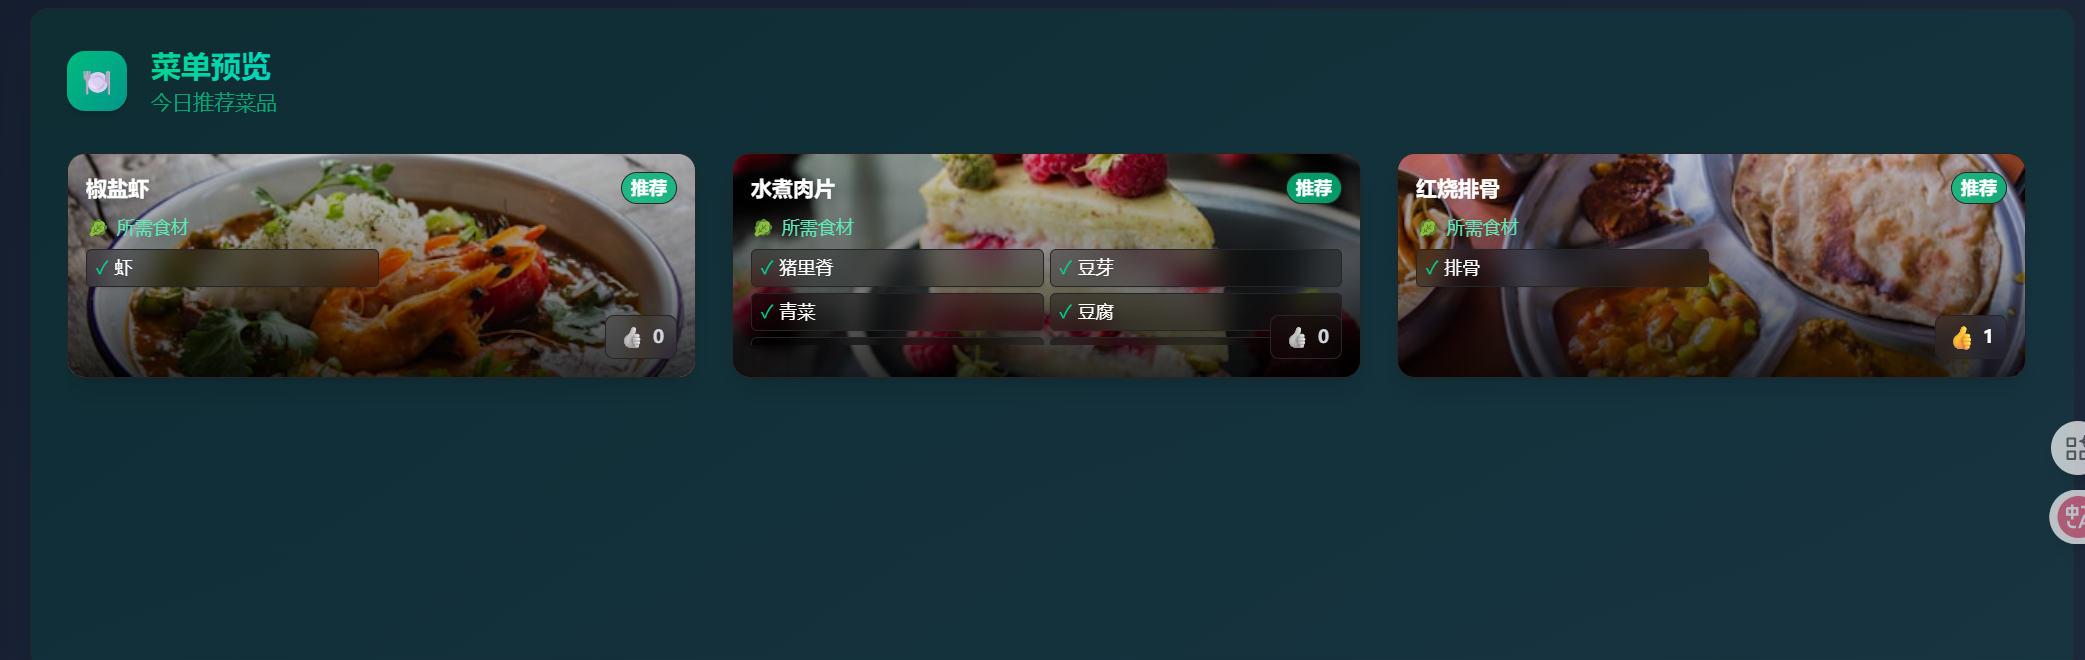 菜单预览
今日推荐菜品
椒盐虾
推荐
所需食材
✓ 虾
0
水煮肉片
推荐
所需食材
✓ 猪里脊
✓ 豆芽
✓ 青菜
✓ 豆腐
0
红烧排骨
推荐
所需食材
✓ 排骨
1
中